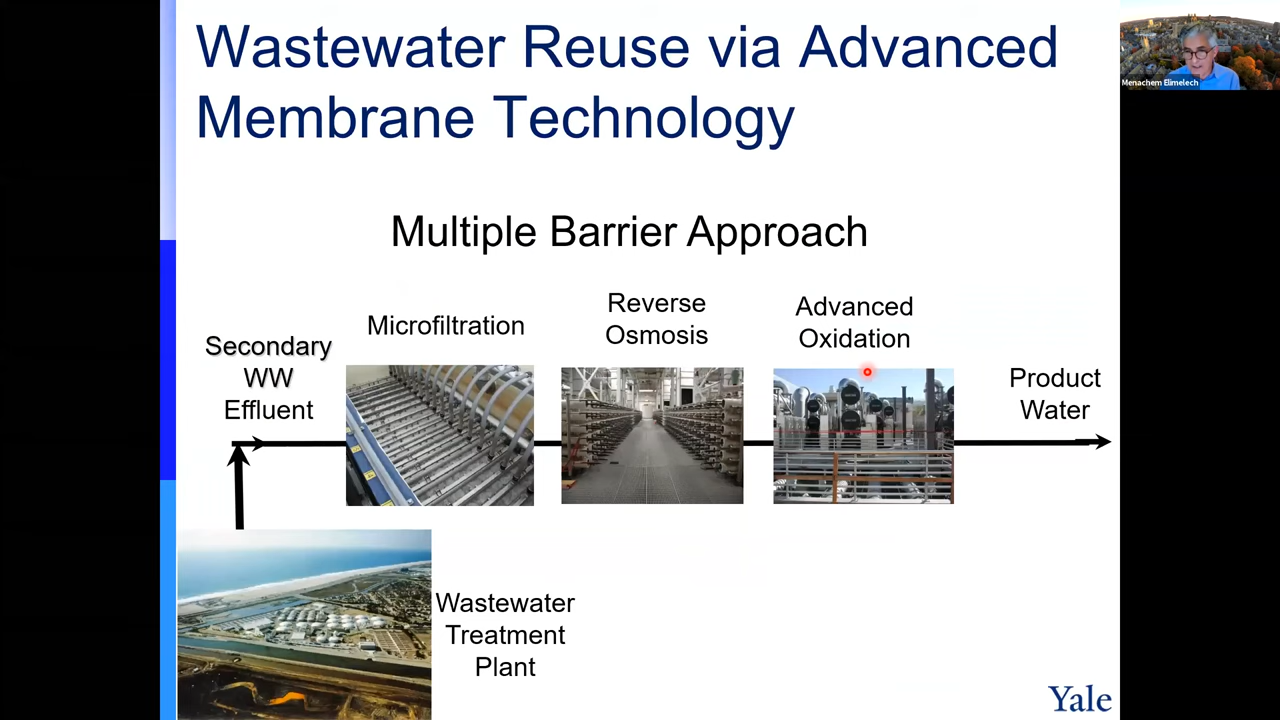 Wastewater Reuse via Advanced
Membrane Technology
Menachem Elimelech
Multiple Barrier Approach
Secondary
WW
Effluent
Microfiltration
Reverse
Osmosis
Advanced
Oxidation
Product
Water
Wastewater
Treatment
Plant
Yale